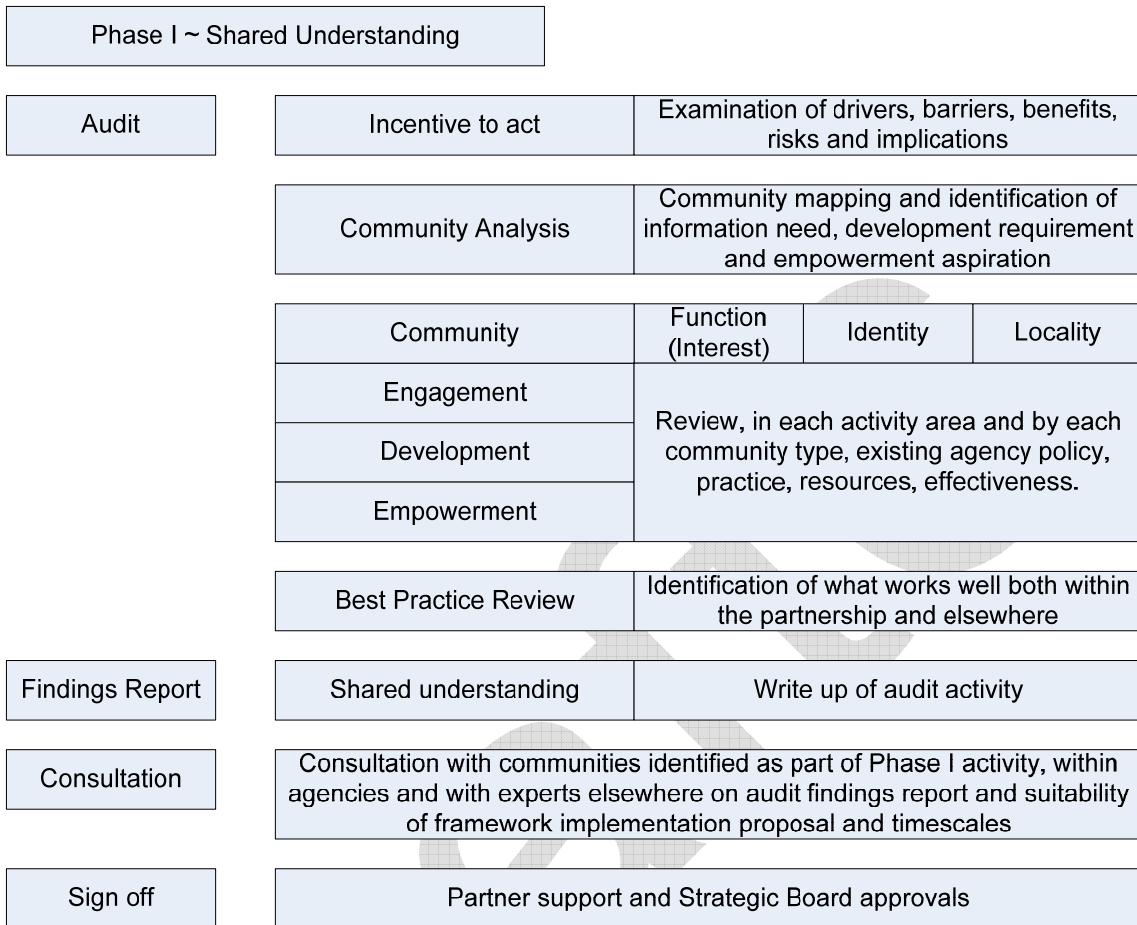 Phase I ~ Shared Understanding
Audit
Incentive to act
Examination of drivers, barriers, benefits,
risks and implications
Community Analysis
Community mapping and identification of
information need, development requirement
and empowerment aspiration
Community
Function
(Interest)
Identity
Locality
Engagement
Development
Empowerment
Review, in each activity area and by each
community type, existing agency policy,
practice, resources, effectiveness.
Best Practice Review
Identification of what works well both within
the partnership and elsewhere
Findings Report
Shared understanding
Write up of audit activity
Consultation
Consultation with communities identified as part of Phase I activity, within
agencies and with experts elsewhere on audit findings report and suitability
of framework implementation proposal and timescales
Sign off
Partner support and Strategic Board approvals